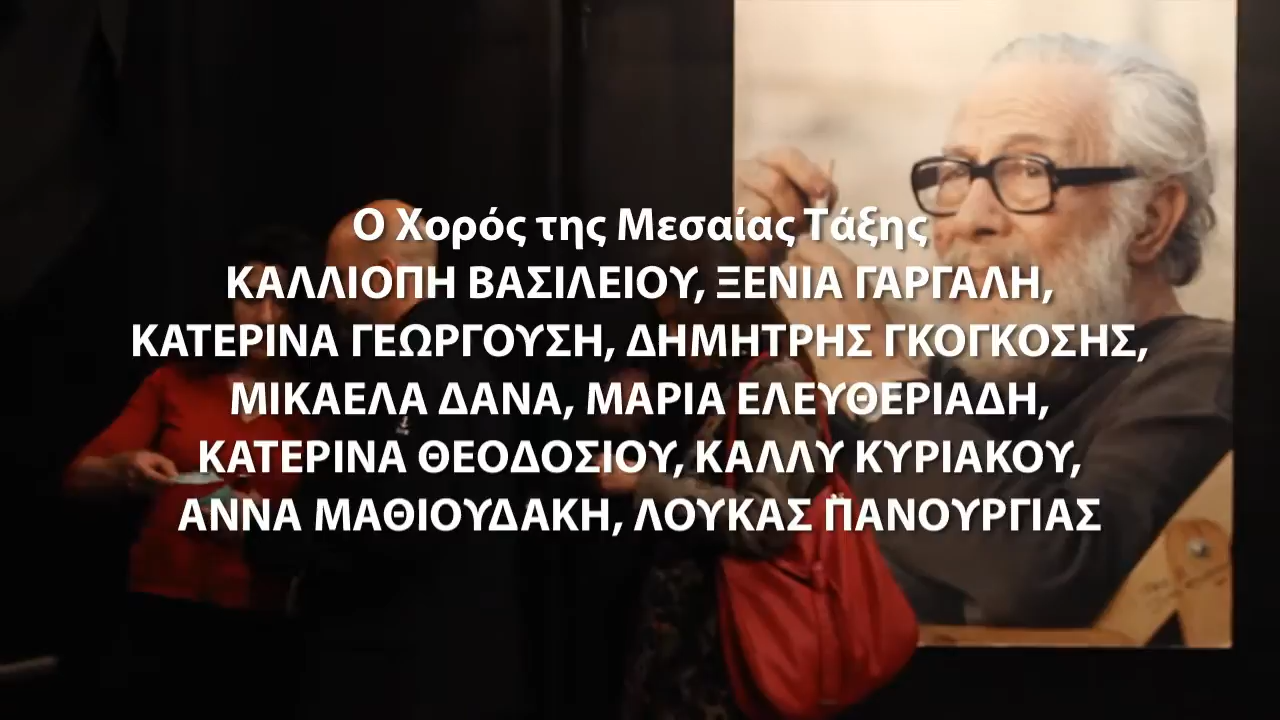 Ο Χορός της Μεσαίας Τάξης
ΚΑΛΛΙΟΠΗ ΒΑΣΙΛΕΙΟΥ, ΞΕΝΙΑ ΓΑΡΓΑΛΗ,
ΚΑΤΕΡΙΝΑ ΓΕΩΡΓΟΥΣΗ, ΔΗΜΗΤΡΗΣ ΓΚΟΓΚΟΣΗΣ,
ΜΙΚΑΕΛΑ ΔΑΝΑ, ΜΑΡΙΑ ΕΛΕΥΘΕΡΙΑΔΗ,
ΚΑΤΕΡΙΝΑ ΘΕΟΔΟΣΙΟΥ, ΚΑΛΛΥ ΚΥΡΙΑΚΟΥ,
ΑΝΝΑ ΜΑΘΙΟΥΔΑΚΗ, ΛΟΥΚΑΣ ΠΑΝΟΥΡΓΙΑΣ